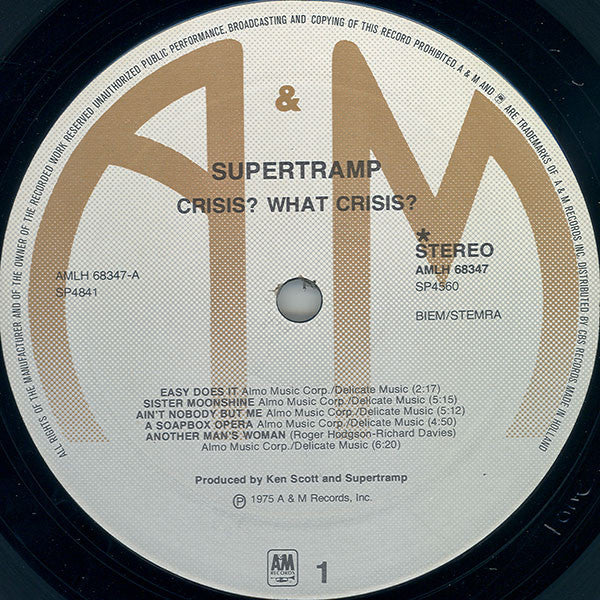 ALL RIGHTS OF THE MANUFACTURER AND OF THE OWNER OF THE RECORDED WORK RESERVED. UNAUTHORIZED PUBLIC PERFORMANCE. BROADCASTING AND COPYING OF THIS RECORD PROHIBITED. A & M AND A&M ARE TRADEMARKS OF A & M RECORDS INC. DISTRIBUTED BY CBS RECORDS MADE IN HOLLAND
A & M
SUPERTRAMP
CRISIS? WHAT CRISIS?
AMLH 68347-A
SP4841
*
STEREO
AMLH 68347
SP4560
BIEM/STEMRA
EASY DOES IT Almo Music Corp./Delicate Music (2:17)
SISTER MOONSHINE Almo Music Corp./Delicate Music (5:15)
AIN'T NOBODY BUT ME Almo Music Corp./Delicate Music (5:12)
A SOAPBOX OPERA Almo Music Corp./Delicate Music (4:50)
ANOTHER MAN'S WOMAN (Roger Hodgson-Richard Davies)
Almo Music Corp./Delicate Music (6:20)
Produced by Ken Scott and Supertramp
℗ 1975 A & M Records, Inc.
A&M
RECORDS
1